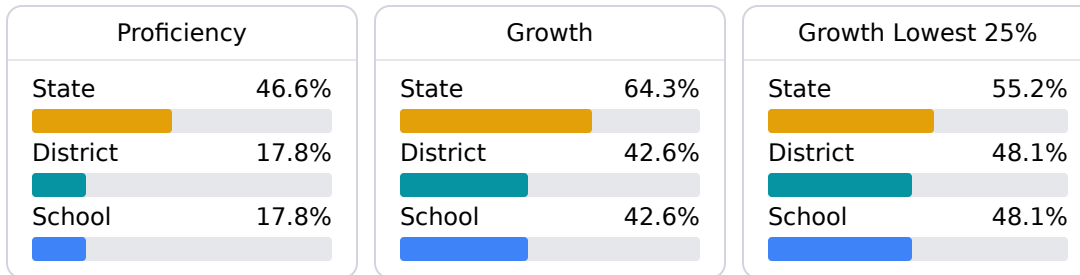 Proficiency
State 46.6%
District 17.8%
School 17.8%
Growth
State 64.3%
District 42.6%
School 42.6%
Growth Lowest 25%
State 55.2%
District 48.1%
School 48.1%